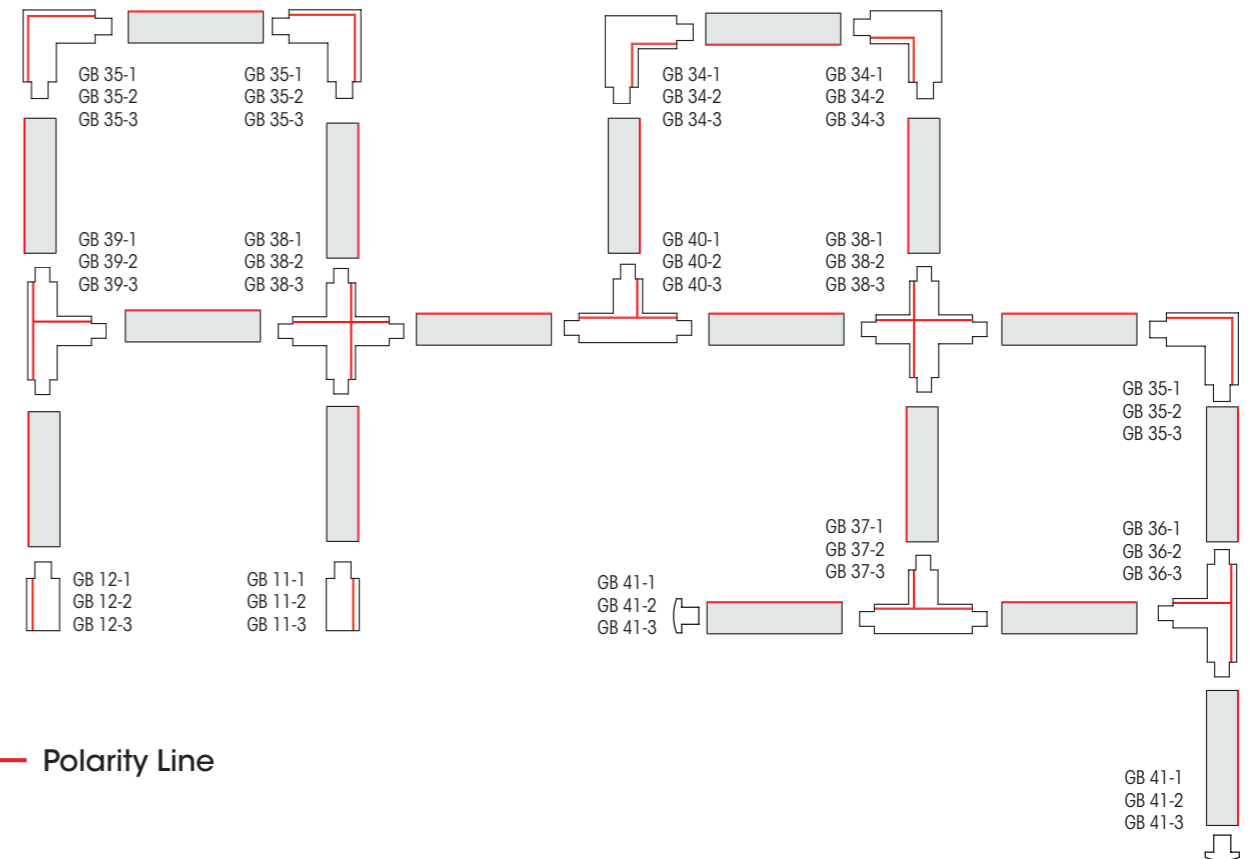 GB 35-1
GB 35-2
GB 35-3
GB 35-1
GB 35-2
GB 35-3
GB 34-1
GB 34-2
GB 34-3
GB 34-1
GB 34-2
GB 34-3
GB 39-1
GB 39-2
GB 39-3
GB 38-1
GB 38-2
GB 38-3
GB 40-1
GB 40-2
GB 40-3
GB 38-1
GB 38-2
GB 38-3
GB 35-1
GB 35-2
GB 35-3
GB 12-1
GB 12-2
GB 12-3
GB 11-1
GB 11-2
GB 11-3
GB 41-1
GB 41-2
GB 41-3
GB 37-1
GB 37-2
GB 37-3
GB 36-1
GB 36-2
GB 36-3
Polarity Line
GB 41-1
GB 41-2
GB 41-3